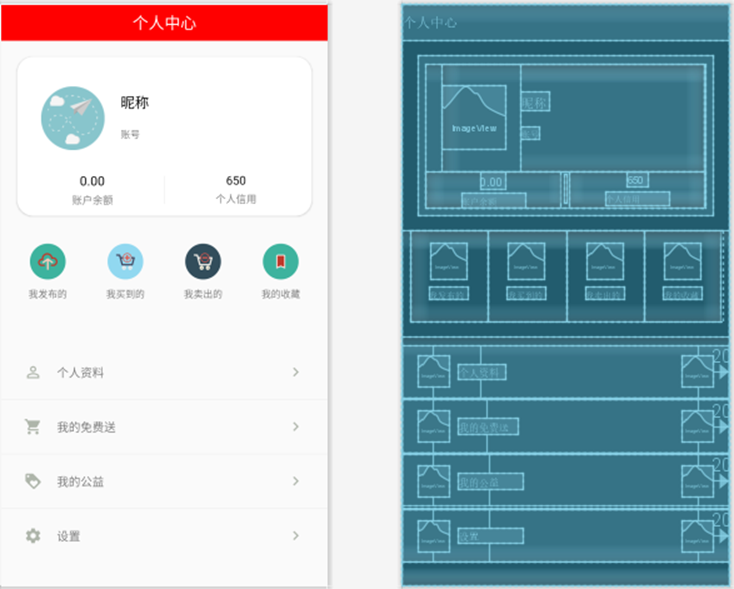 个人中心
昵称
账号
0.00
650
账户余额
个人信用
我发布的
我买到的
我卖出的
我的收藏
个人资料
我的免费送
我的公益
设置
个人中心
昵称
ImageView
账号
0.00
650
账户余额
个人信用
ImageView
ImageView
ImageView
ImageView
我发布的
我买到的
我卖出的
我的收藏
20
ImageView
个人资料
ImageView
20
ImageView
我的免费送
ImageView
20
ImageView
我的公益
ImageView
20
ImageView
设置
ImageView